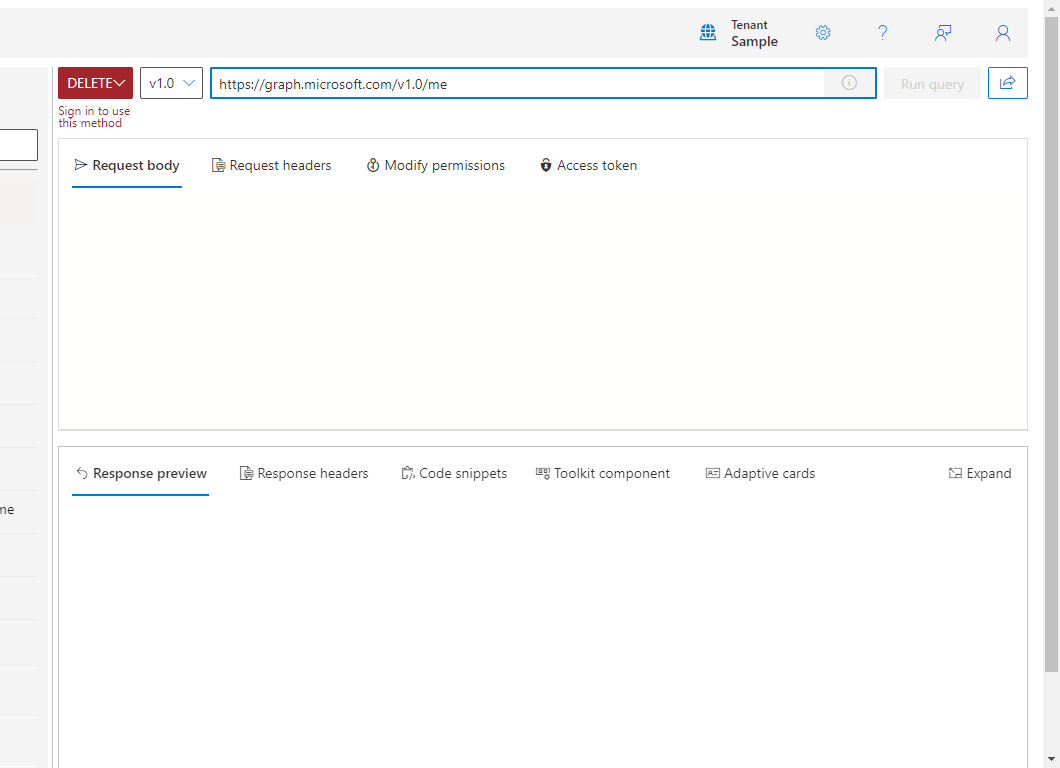 Tenant
Sample
DELETE
v1.0
https://graph.microsoft.com/v1.0/me
Run query
Sign in to use
this method
Request body
Request headers
Modify permissions
Access token
Response preview
Response headers
Code snippets
Toolkit component
Adaptive cards
Expand
me